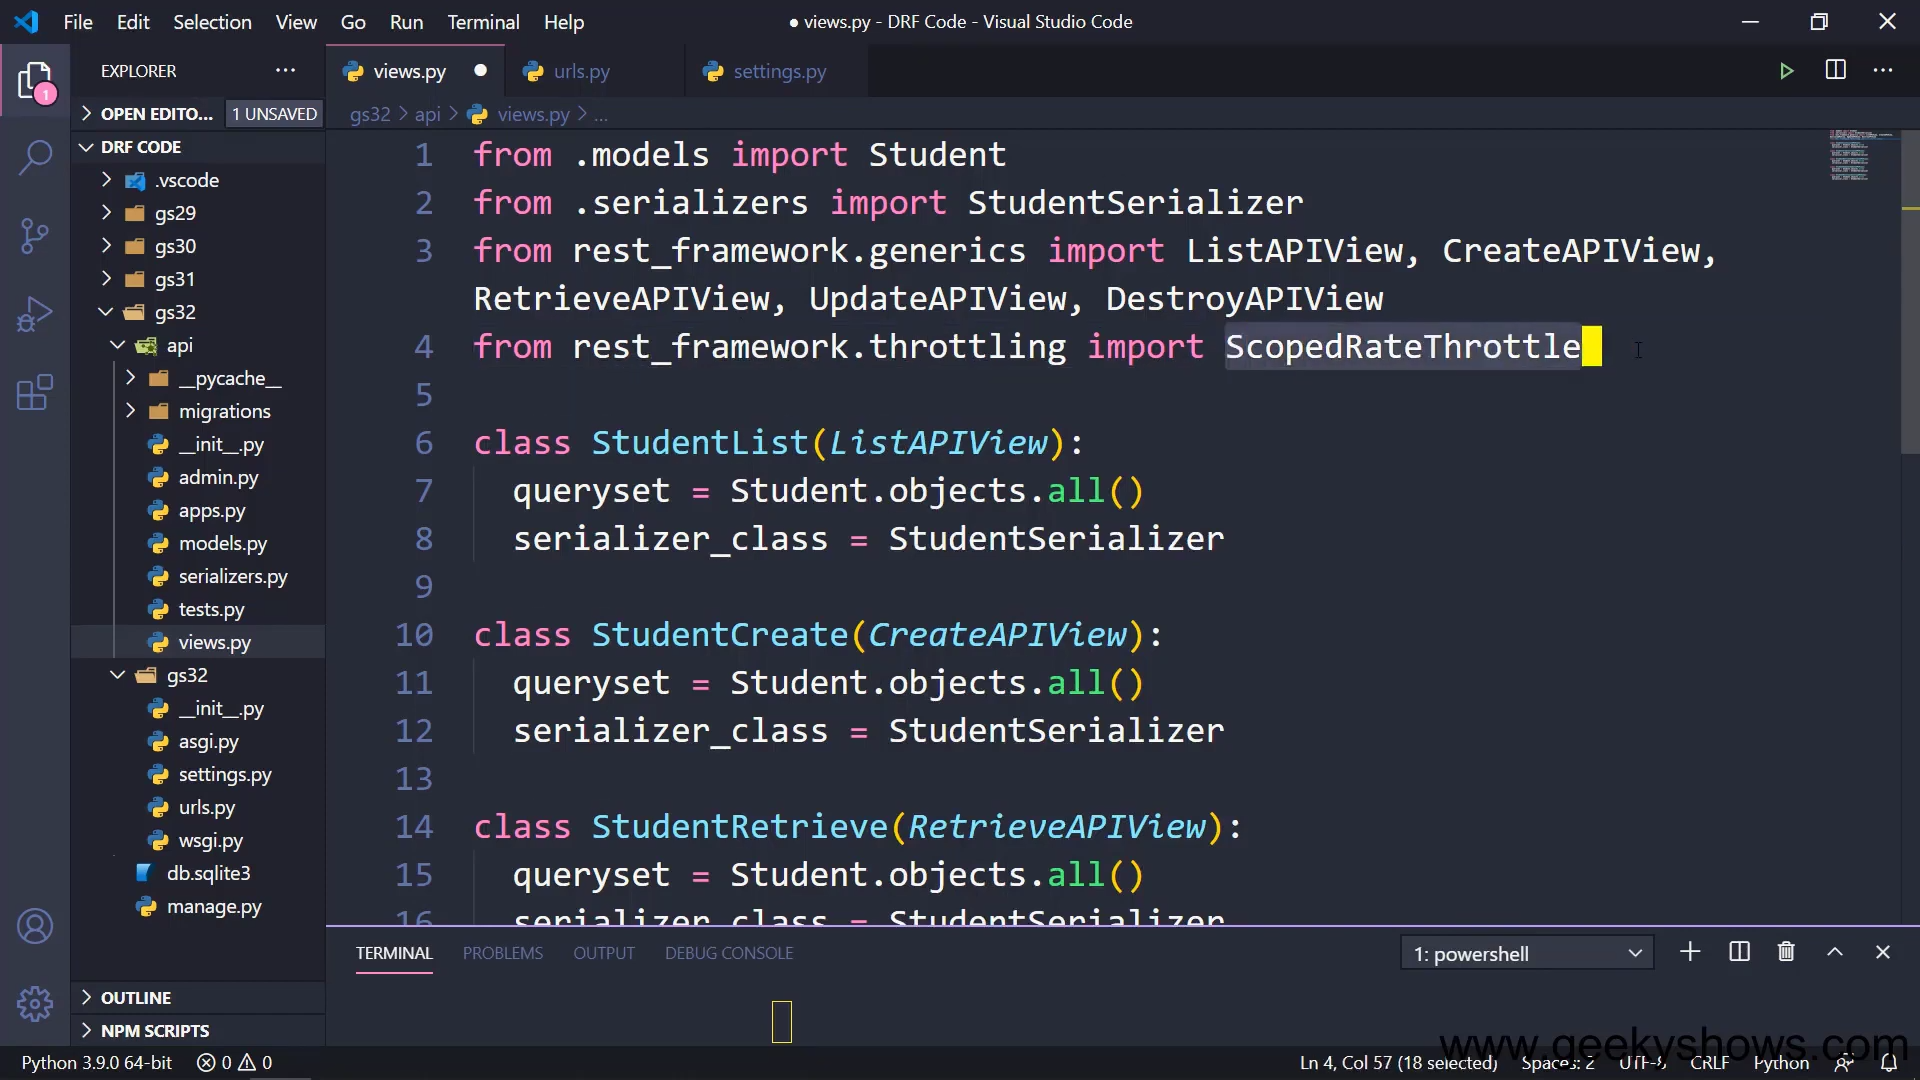 File Edit Selection View Go Run Terminal Help
● views.py - DRF Code - Visual Studio Code
EXPLORER
views.py
urls.py
settings.py
1
OPEN EDITO... 1 UNSAVED
gs32 > api > views.py > ...
DRF CODE
.vscode
gs29
gs30
gs31
gs32
api
__pycache__
migrations
__init__.py
admin.py
apps.py
models.py
serializers.py
tests.py
views.py
gs32
__init__.py
asgi.py
settings.py
urls.py
wsgi.py
db.sqlite3
manage.py
OUTLINE
NPM SCRIPTS
1 from .models import Student
2 from .serializers import StudentSerializer
3 from rest_framework.generics import ListAPIView, CreateAPIView,
RetrieveAPIView, UpdateAPIView, DestroyAPIView
4 from rest_framework.throttling import ScopedRateThrottle
5
6 class StudentList(ListAPIView):
7 queryset = Student.objects.all()
8 serializer_class = StudentSerializer
9
10 class StudentCreate(CreateAPIView):
11 queryset = Student.objects.all()
12 serializer_class = StudentSerializer
13
14 class StudentRetrieve(RetrieveAPIView):
15 queryset = Student.objects.all()
16 serializer_class = StudentSerializer
TERMINAL PROBLEMS OUTPUT DEBUG CONSOLE
1: powershell
www.geekyshows.com
Python 3.9.0 64-bit 0 0
Ln 4, Col 57 (18 selected) Spaces: 2 UTF-8 CRLF Python